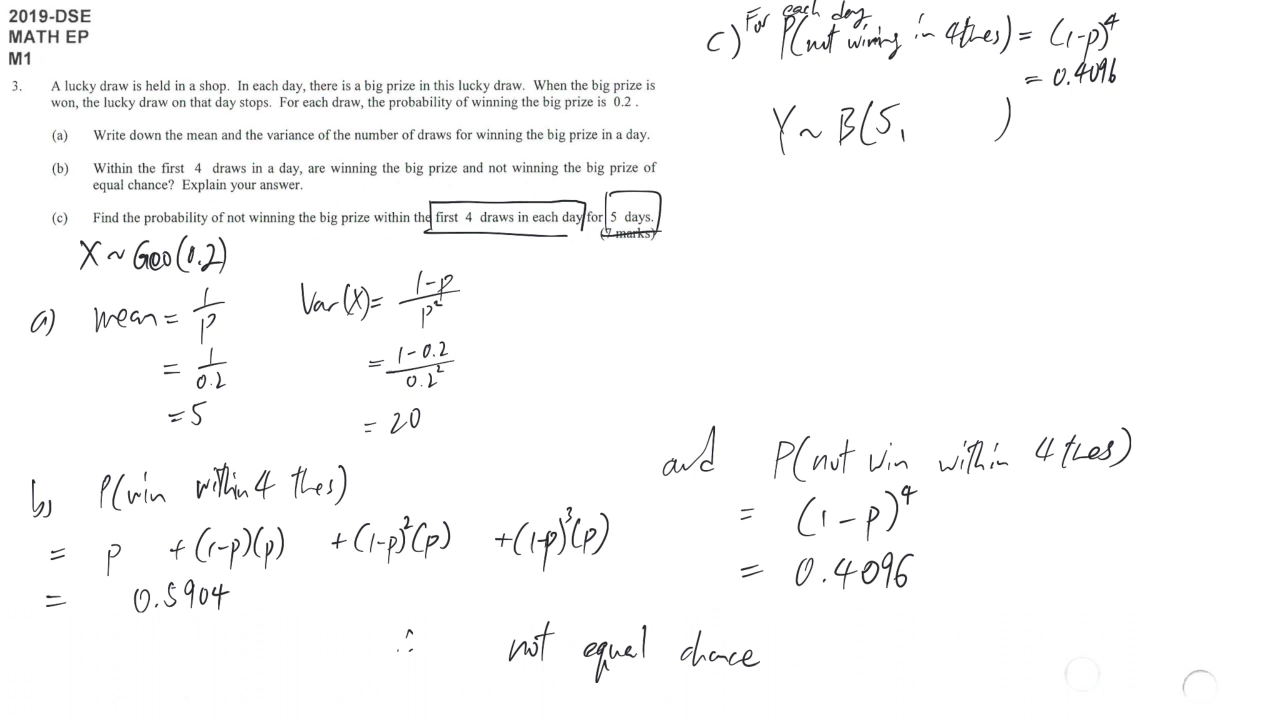 2019-DSE
MATH EP
M1
3. A lucky draw is held in a shop. In each day, there is a big prize in this lucky draw. When the big prize is
won, the lucky draw on that day stops. For each draw, the probability of winning the big prize is 0.2 .
(a) Write down the mean and the variance of the number of draws for winning the big prize in a day.
(b) Within the first 4 draws in a day, are winning the big prize and not winning the big prize of
equal chance? Explain your answer.
(c) Find the probability of not winning the big prize within the first 4 draws in each day for 5 days.
(7 marks)
X ~ Geo(0.2)
a) mean = 1/p
= 1/0.2
= 5
Var(X) = (1-p)/p²
= (1-0.2)/0.2²
= 20
b) P(win within 4 times)
= p + (1-p)(p) + (1-p)²(p) + (1-p)³(p)
= 0.5904
and P(not win within 4 times)
= (1-p)⁴
= 0.4096
∴ not equal chance
c) For each day,
P(not wining in 4 times) = (1-p)⁴
= 0.4096
Y ~ B(5, )